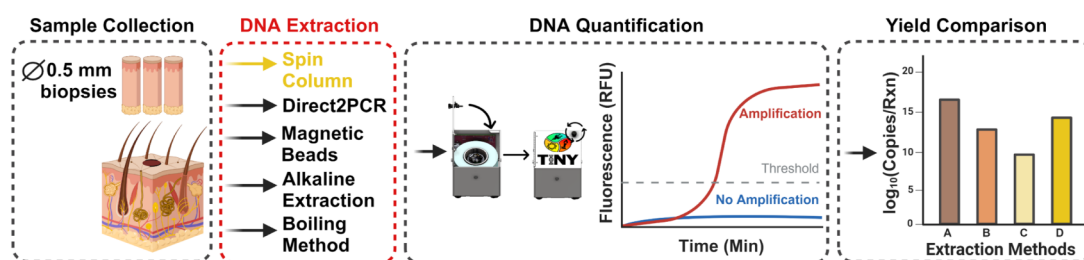 Sample Collection
∅ 0.5 mm
biopsies
DNA Extraction
Spin
Column
Direct2PCR
Magnetic
Beads
Alkaline
Extraction
Boiling
Method
DNA Quantification
TINY
Fluorescence (RFU)
Amplification
Threshold
No Amplification
Time (Min)
Yield Comparison
log₁₀(Copies/Rxn)
20
15
10
5
0
A B C D
Extraction Methods